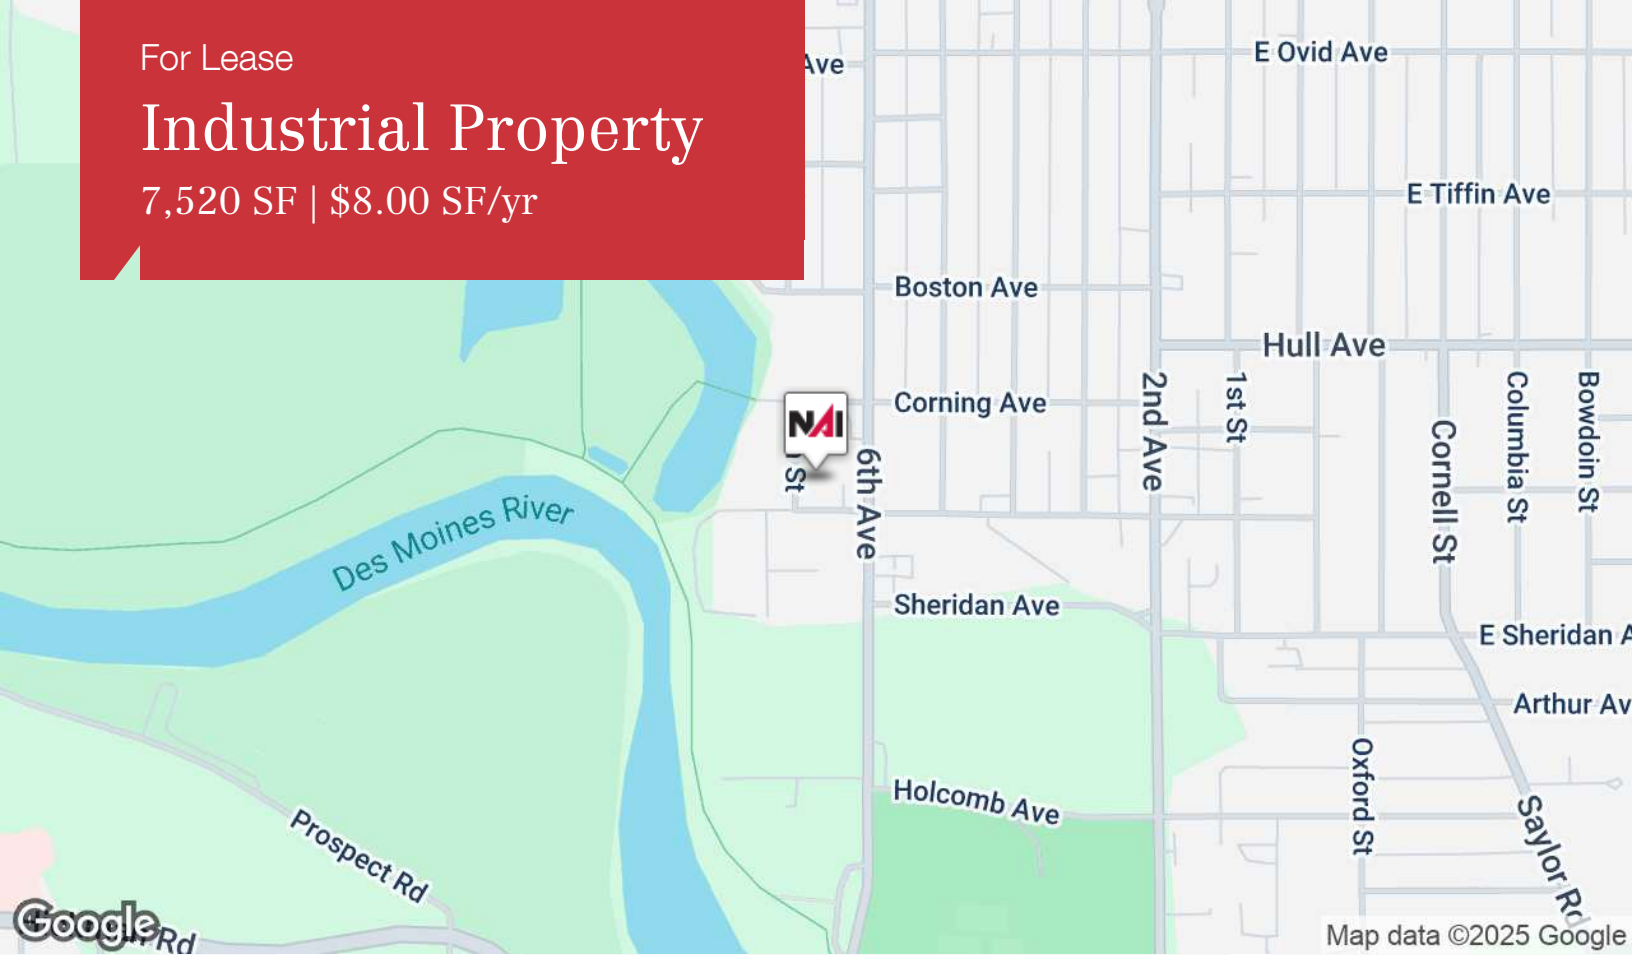 For Lease
Industrial Property
7,520 SF | $8.00 SF/yr
Ave
E Ovid Ave
E Tiffin Ave
Boston Ave
Hull Ave
Corning Ave
2nd Ave
1st St
Columbia St
Bowdoin St
Cornell St
NAI
St
6th Ave
Des Moines River
Sheridan Ave
E Sheridan A
Arthur Av
Oxford St
Holcomb Ave
Saylor Rd
Prospect Rd
Google
Rd
Map data ©2025 Google